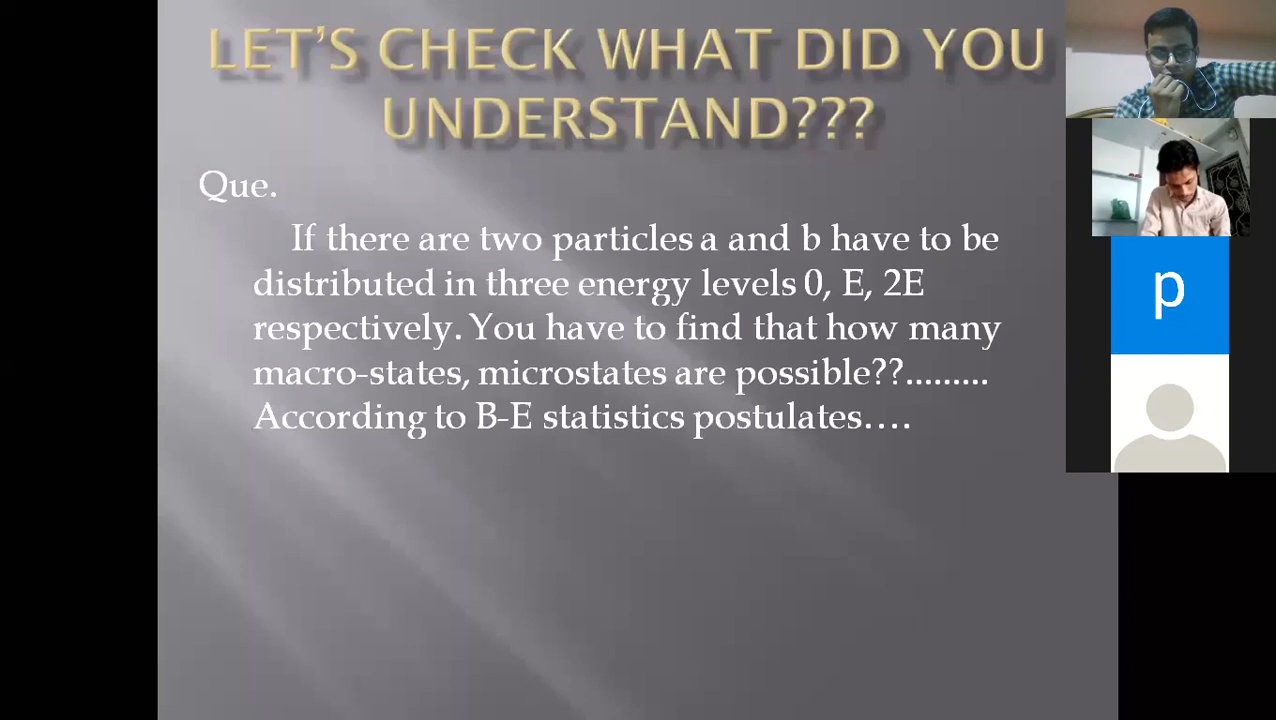 LET'S CHECK WHAT DID YOU
UNDERSTAND???
Que.
If there are two particles a and b have to be
distributed in three energy levels 0, E, 2E
respectively. You have to find that how many
macro-states, microstates are possible??.........
According to B-E statistics postulates....
p